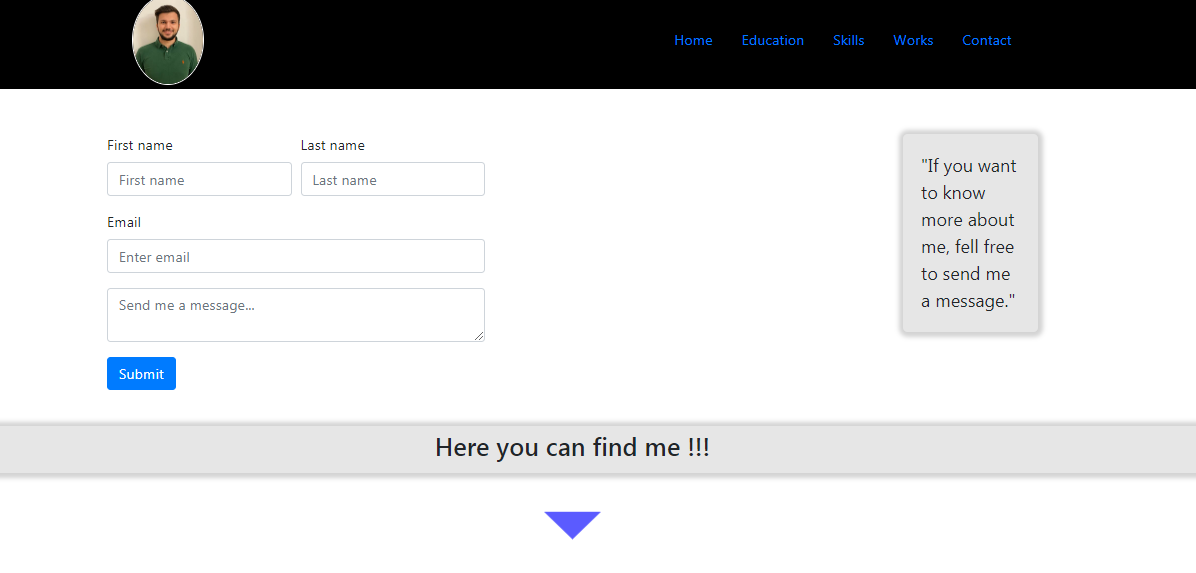 Home Education Skills Works Contact
First name Last name
First name Last name
Email
Enter email
Send me a message...
Submit
"If you want
to know
more about
me, fell free
to send me
a message."
Here you can find me !!!